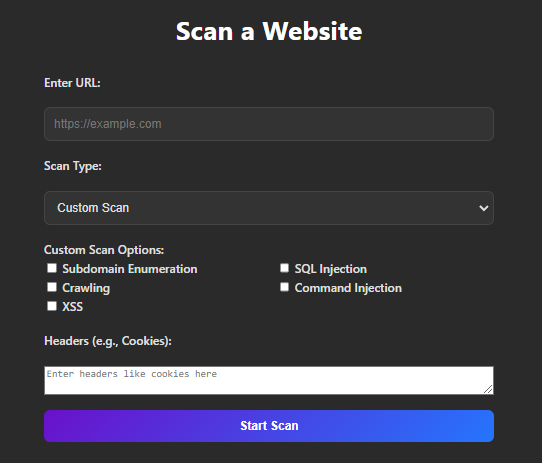 Scan a Website
Enter URL:
https://example.com
Scan Type:
Custom Scan
Custom Scan Options:
Subdomain Enumeration SQL Injection
Crawling Command Injection
XSS
Headers (e.g., Cookies):
Enter headers like cookies here
Start Scan